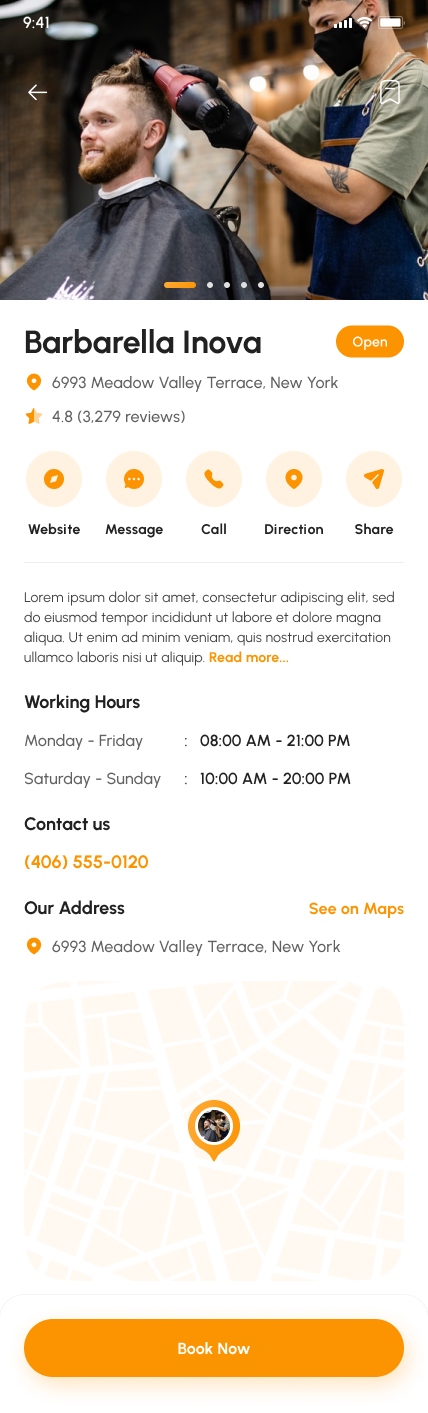 9:41
Barbarella Inova
Open
6993 Meadow Valley Terrace, New York
4.8 (3,279 reviews)
Website Message Call Direction Share
Lorem ipsum dolor sit amet, consectetur adipiscing elit, sed
do eiusmod tempor incididunt ut labore et dolore magna
aliqua. Ut enim ad minim veniam, quis nostrud exercitation
ullamco laboris nisi ut aliquip. Read more...
Working Hours
Monday - Friday : 08:00 AM - 21:00 PM
Saturday - Sunday : 10:00 AM - 20:00 PM
Contact us
(406) 555-0120
Our Address See on Maps
6993 Meadow Valley Terrace, New York
Book Now